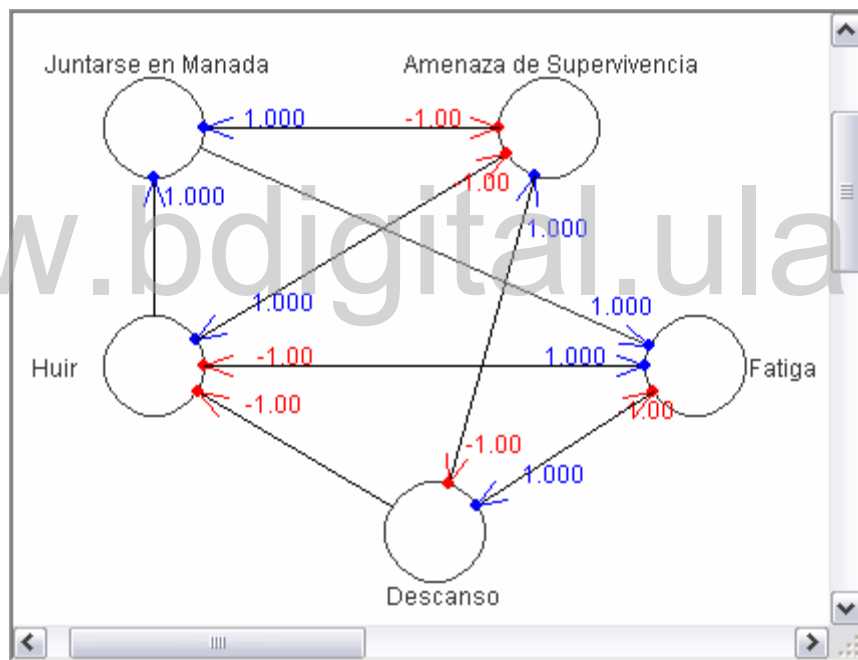 Juntarse en Manada Amenaza de Supervivencia
1.000 -1.00
-1.00
1.000
w.bdigital.ula
1.000
1.000 1.000
-1.00 1.000
Huir Fatiga
-1.00 1.00
-1.00
1.000
Descanso